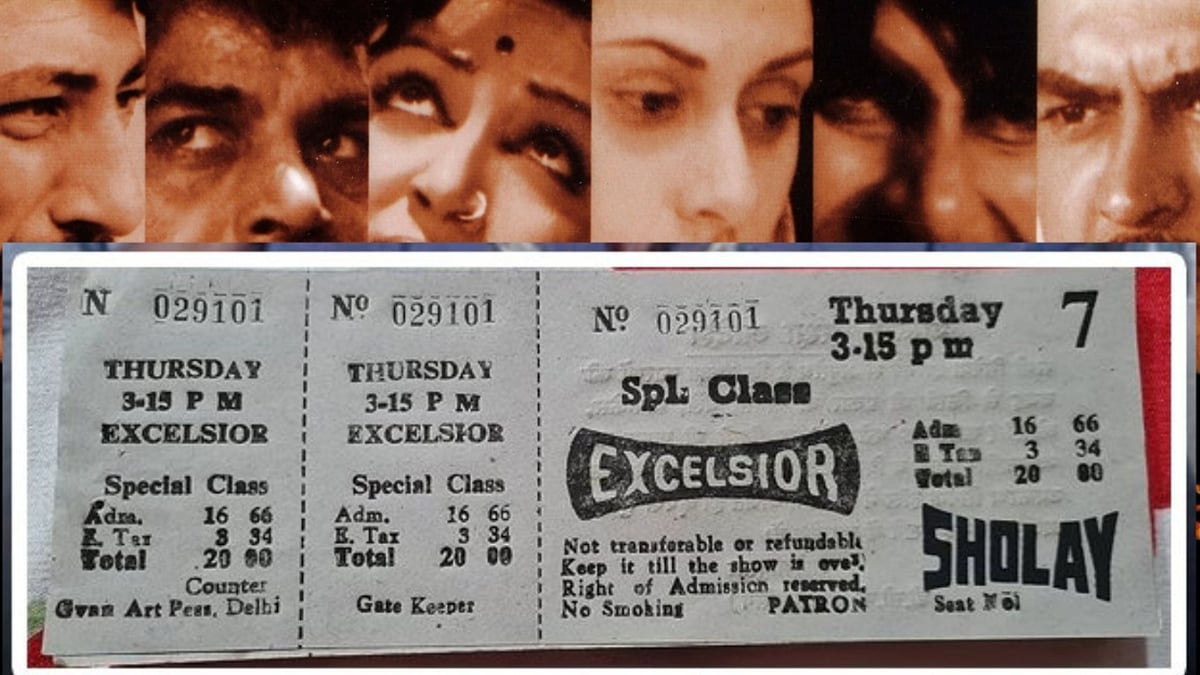 N 029101
THURSDAY
3-15 P M
EXCELSIOR
Special Class
Adm. 16 66
E. Tax 3 34
Total 20 00
Counter
Gvan Art Pess, Delhi
Nº 029101
THURSDAY
3-15 P M
EXCELSIOR
Special Class
Adm. 16 66
E. Tax 3 34
Total 20 00
Gate Keeper
Nº 029101
Thursday 7
3-15 p m
Spl. Class
EXCELSIOR
Adm 16 66
E Tax 3 34
Total 20 00
Not transferable or refundable
Keep it till the show is over.
Right of Admission reserved.
No Smoking PATRON
SHOLAY
Seat No